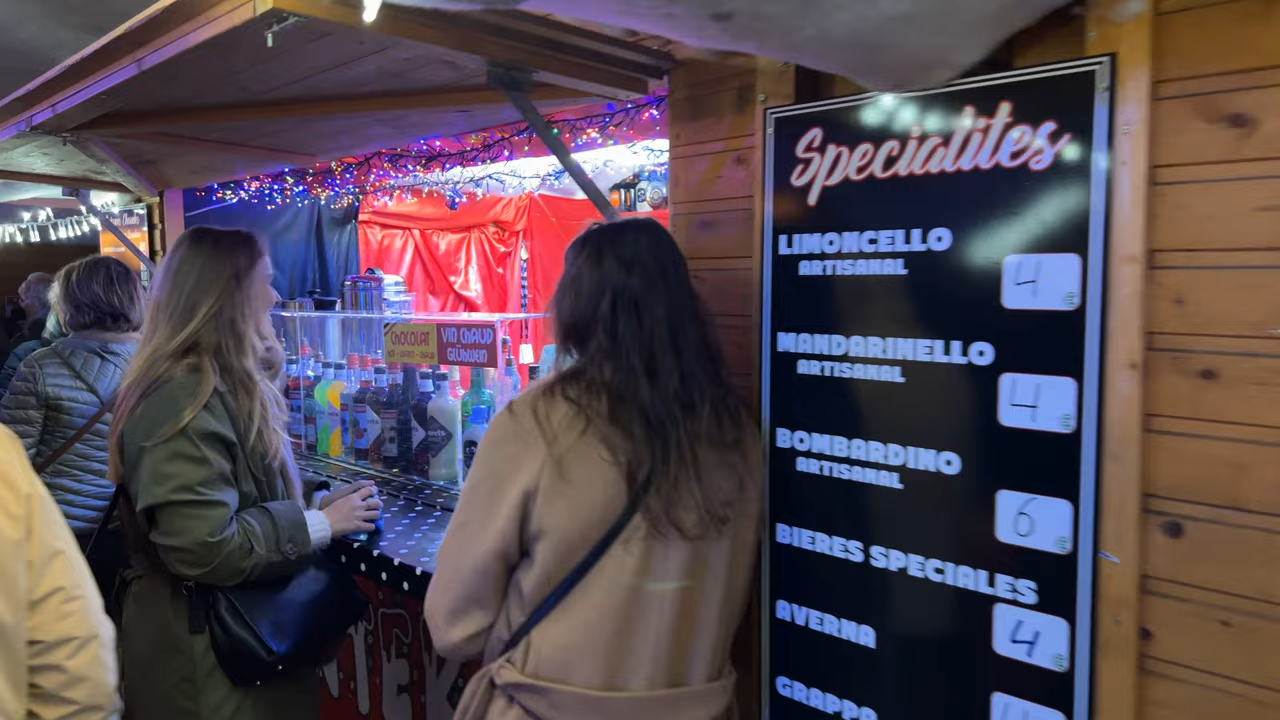 Specialites
LIMONCELLO
ARTISANAL
4 €
MANDARINELLO
ARTISANAL
4 €
BOMBARDINO
ARTISANAL
6 €
BIERES SPECIALES
4 €
AVERNA
GRAPPA
CHOCOLAT
VIN CHAUD
GLÜHWEIN